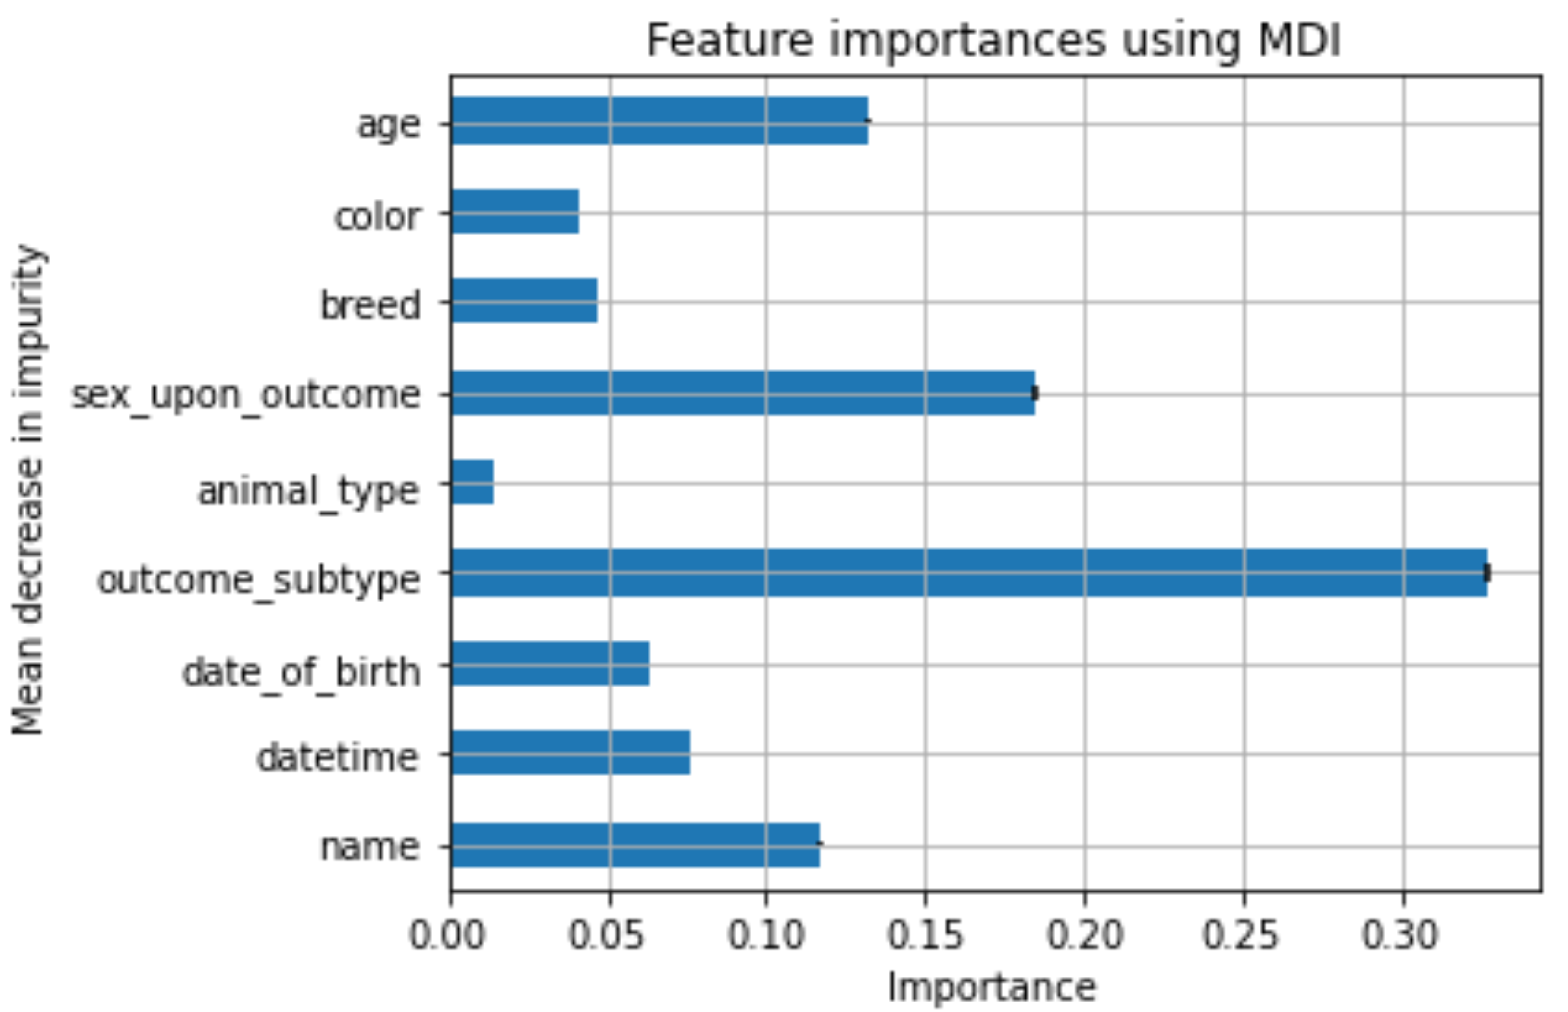 Feature importances using MDI
Mean decrease in impurity
age
color
breed
sex_upon_outcome
animal_type
outcome_subtype
date_of_birth
datetime
name
0.00 0.05 0.10 0.15 0.20 0.25 0.30
Importance